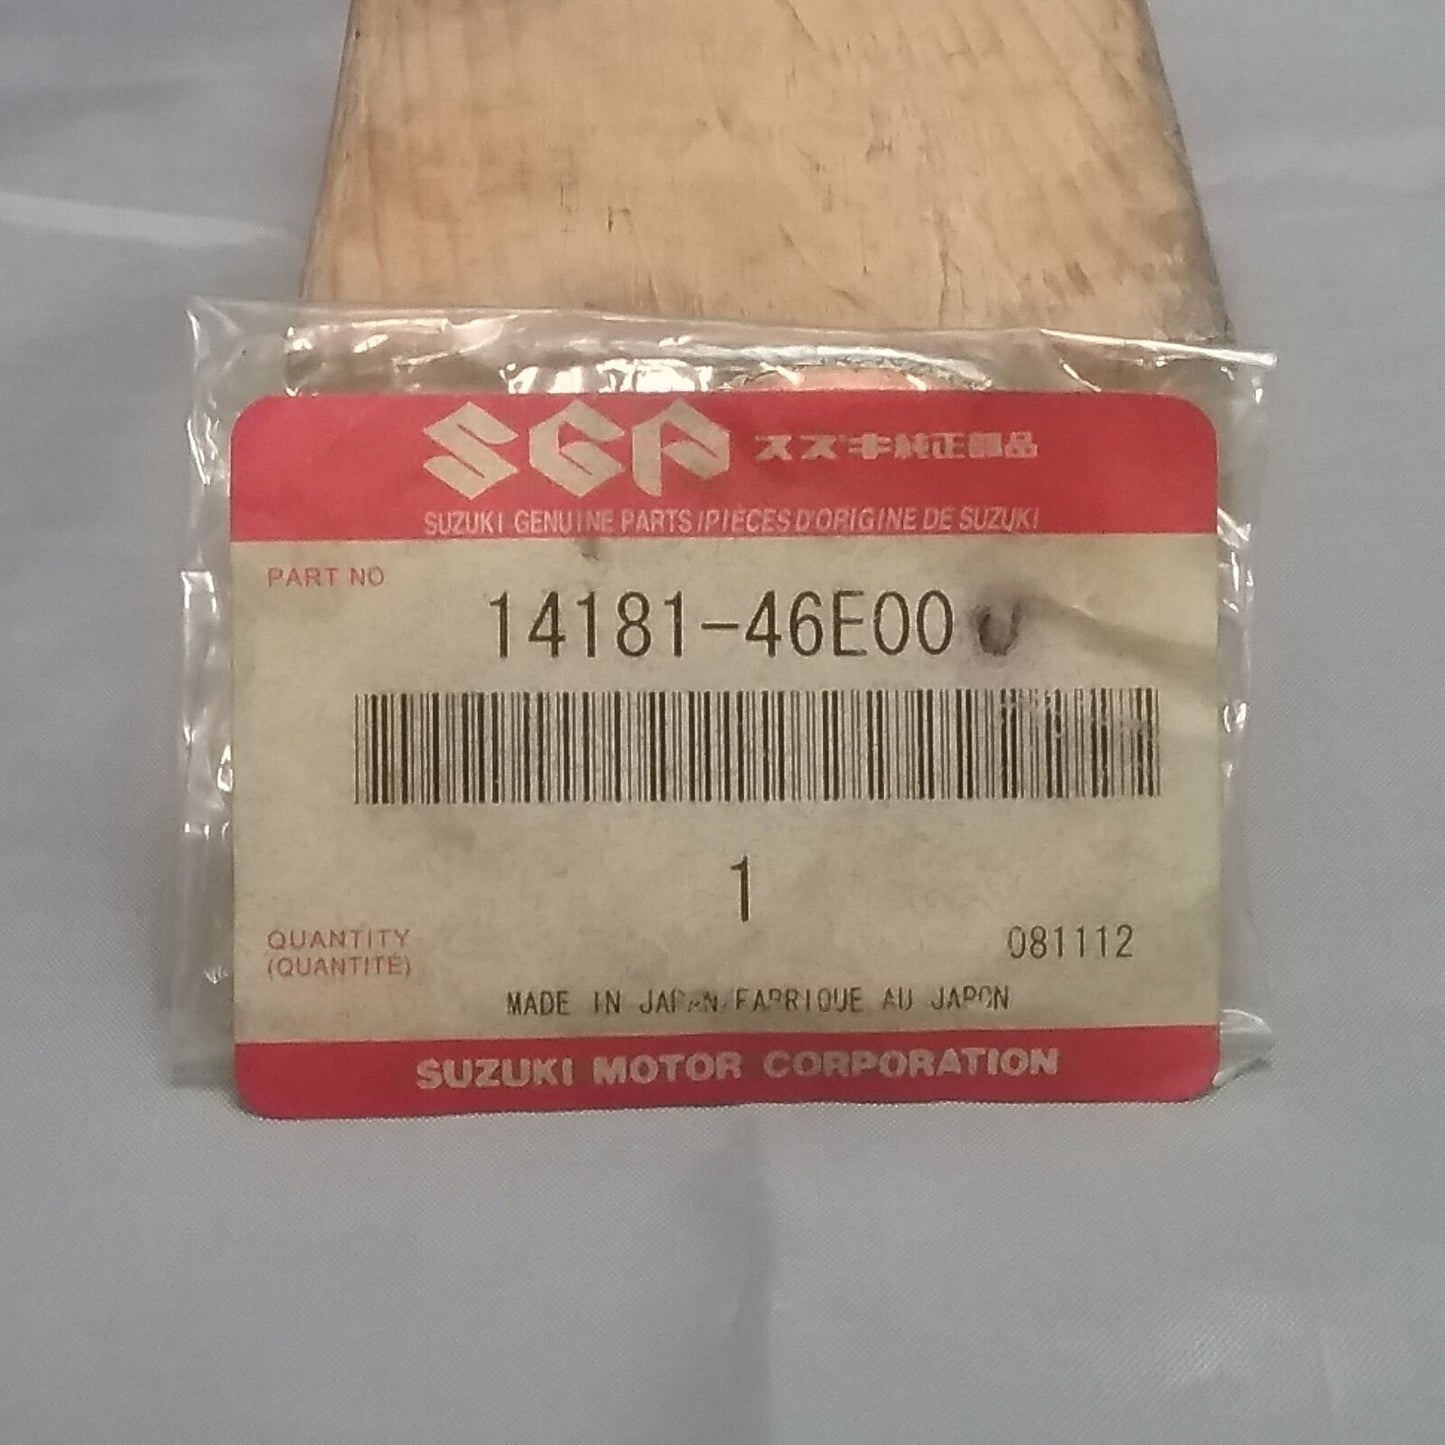 SGP スズキ純正部品
SUZUKI GENUINE PARTS/PIÈCES D'ORIGINE DE SUZUKI
PART NO
14181-46E00
1
QUANTITY
(QUANTITÉ)
081112
MADE IN JAPAN/FABRIQUE AU JAPON
SUZUKI MOTOR CORPORATION